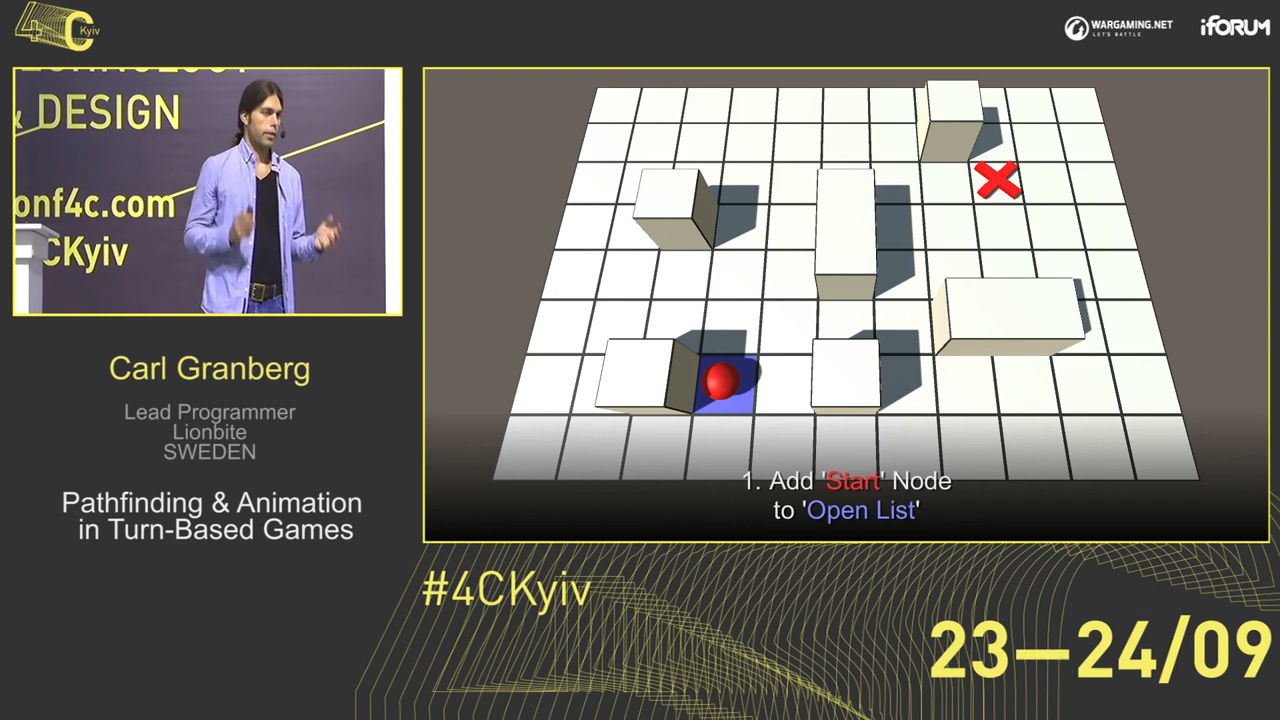 4C Kyiv
WARGAMING.NET
LET'S BATTLE
iFORUM
& DESIGN
onf4c.com
CKyiv
Carl Granberg
Lead Programmer
Lionbite
SWEDEN
Pathfinding & Animation
in Turn-Based Games
1. Add 'Start' Node
to 'Open List'
#4CKyiv
23—24/09